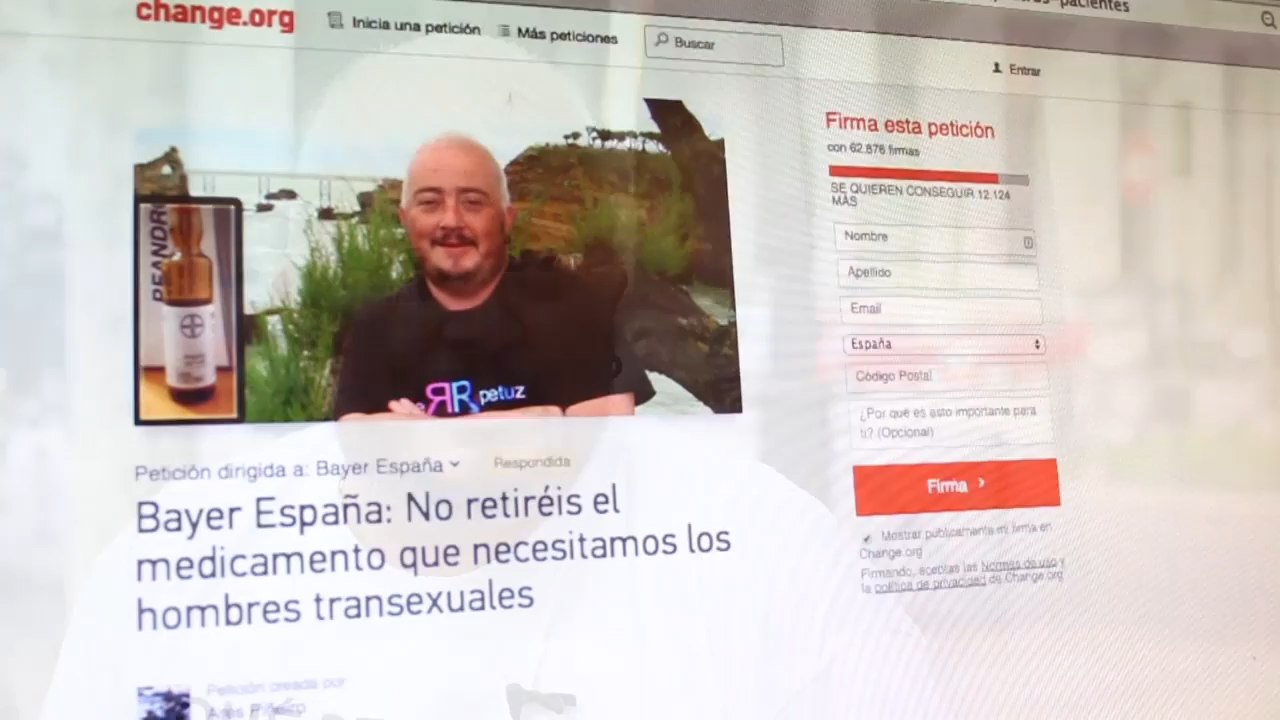 change.org
Inicia una petición
Más peticiones
Buscar
pacientes
Entrar
Firma esta petición
con 62.876 firmas
SE QUIEREN CONSEGUIR 12.124
MÁS
Nombre
Apellido
Email
España
Código Postal
¿Por qué es esto importante para
ti? (Opcional)
Firma
Mostrar públicamente mi firma en
Change.org
Firmando, aceptas las Normas de uso y
la política de privacidad de Change.org
REANDR
petuz
Petición dirigida a: Bayer España
Respondida
Bayer España: No retiréis el
medicamento que necesitamos los
hombres transexuales
Petición creada por